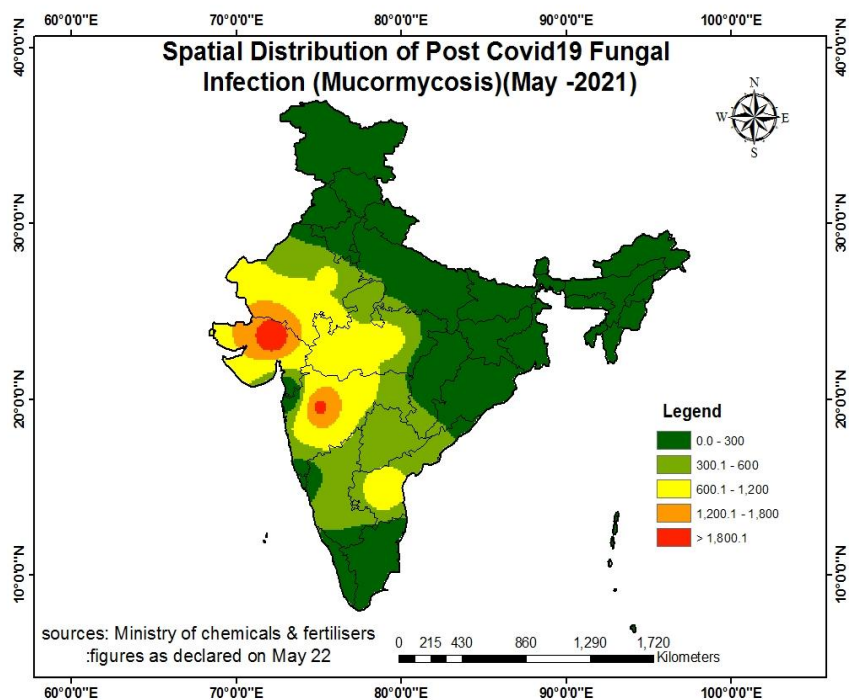 60°0'0"E 70°0'0"E 80°0'0"E 90°0'0"E 100°0'0"E
Spatial Distribution of Post Covid19 Fungal
Infection (Mucormycosis)(May -2021)
N
W E
S
40°0'0"N
40°0'0"N
30°0'0"N
30°0'0"N
20°0'0"N
20°0'0"N
10°0'0"N
10°0'0"N
Legend
0.0 - 300
300.1 - 600
600.1 - 1,200
1,200.1 - 1,800
> 1,800.1
sources: Ministry of chemicals & fertilisers
:figures as declared on May 22
0 215 430 860 1,290 1,720
Kilometers
60°0'0"E 70°0'0"E 80°0'0"E 90°0'0"E 100°0'0"E